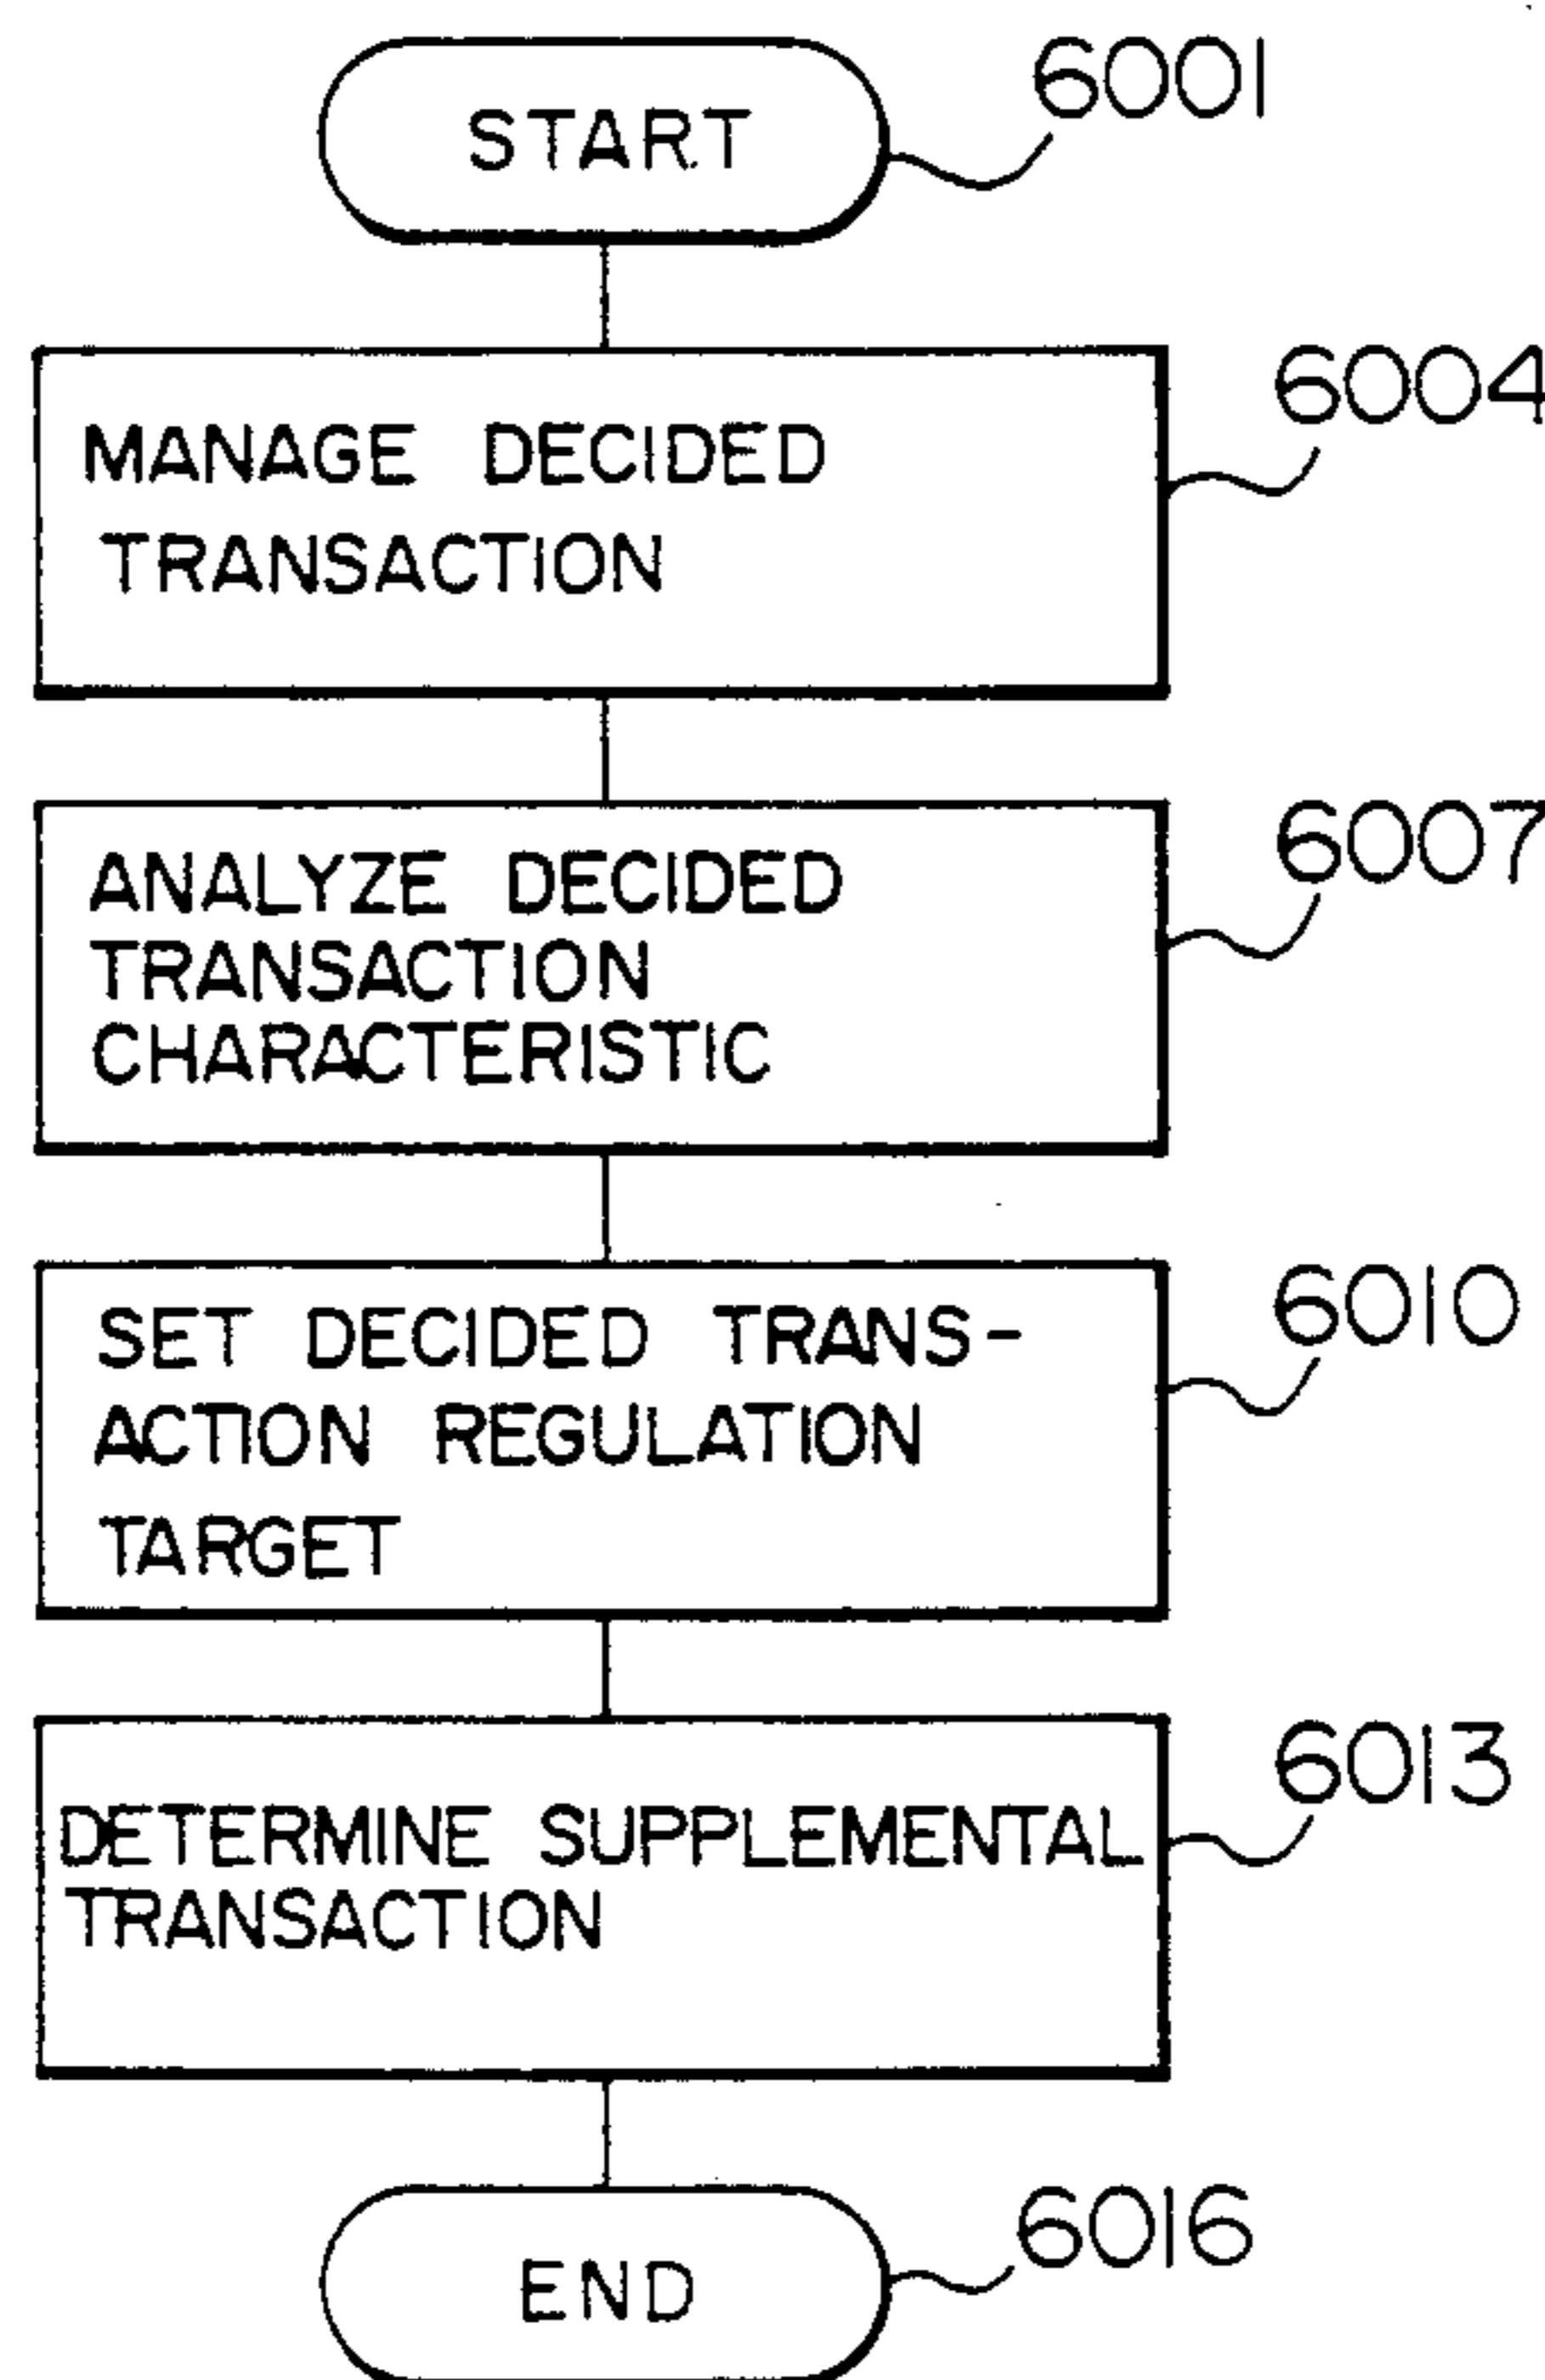 START
6001
MANAGE DECIDED
TRANSACTION
6004
ANALYZE DECIDED
TRANSACTION
CHARACTERISTIC
6007
SET DECIDED TRANS-
ACTION REGULATION
TARGET
6010
DETERMINE SUPPLEMENTAL
TRANSACTION
6013
END
6016